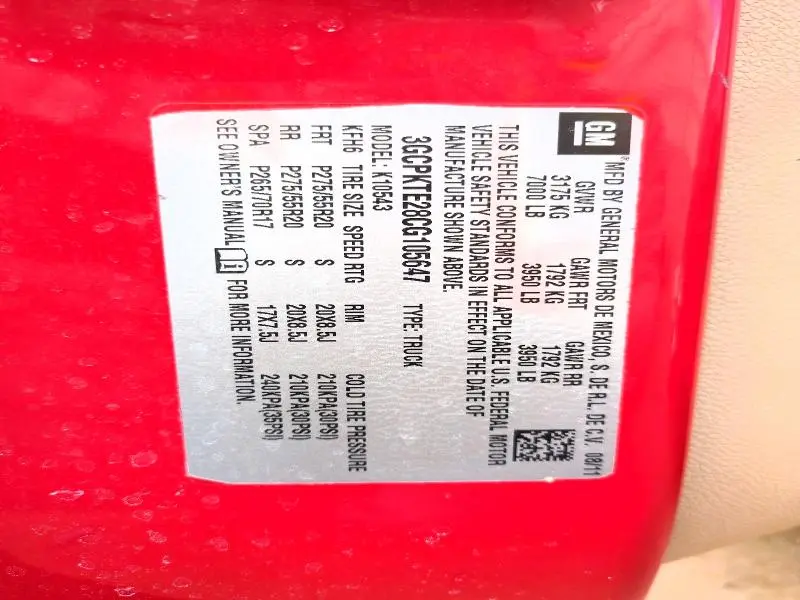 GM
MFD BY GENERAL MOTORS DE MEXICO, S. DE R.L. DE C.V. 08/11
GVWR GAWR FRT GAWR RR
3175 KG 1792 KG 1792 KG
7000 LB 3950 LB 3950 LB
THIS VEHICLE CONFORMS TO ALL APPLICABLE U.S. FEDERAL MOTOR
VEHICLE SAFETY STANDARDS IN EFFECT ON THE DATE OF
MANUFACTURE SHOWN ABOVE.
3GCPKTE28CG105647 TYPE: TRUCK
MODEL: K10543
KFH6 TIRE SIZE SPEED RTG RIM COLD TIRE PRESSURE
FRT P275/55R20 S 20X8.5J 210KPA(30PSI)
RR P275/55R20 S 20X8.5J 210KPA(30PSI)
SPA P265/70R17 S 17X7.5J 240KPA(35PSI)
SEE OWNER'S MANUAL FOR MORE INFORMATION.